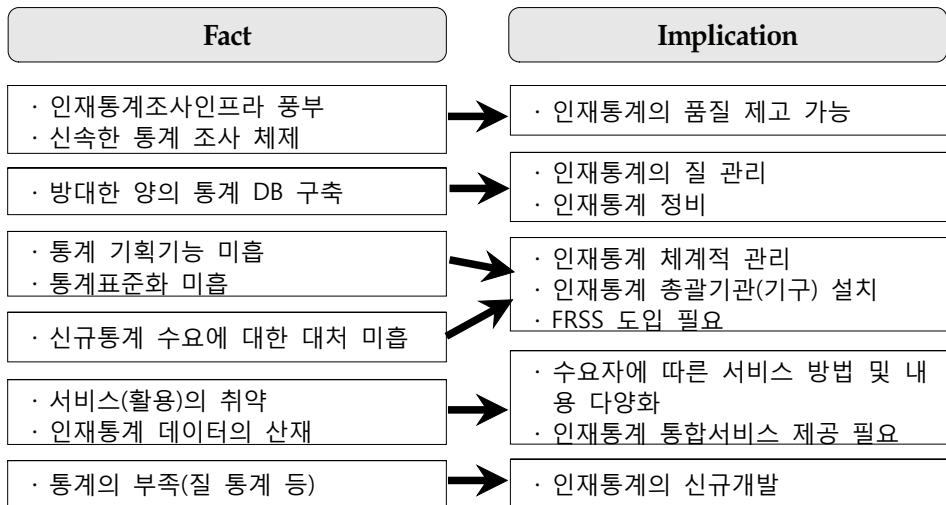 Fact
Implication
· 인재통계조사인프라 풍부
· 신속한 통계 조사 체제
· 인재통계의 품질 제고 가능
· 방대한 양의 통계 DB 구축
· 인재통계의 질 관리
· 인재통계 정비
· 통계 기획기능 미흡
· 통계표준화 미흡
· 신규통계 수요에 대한 대처 미흡
· 인재통계 체계적 관리
· 인재통계 총괄기관(기구) 설치
· FRSS 도입 필요
· 서비스(활용)의 취약
· 인재통계 데이터의 산재
· 수요자에 따른 서비스 방법 및 내
용 다양화
· 인재통계 통합서비스 제공 필요
· 통계의 부족(질 통계 등)
· 인재통계의 신규개발